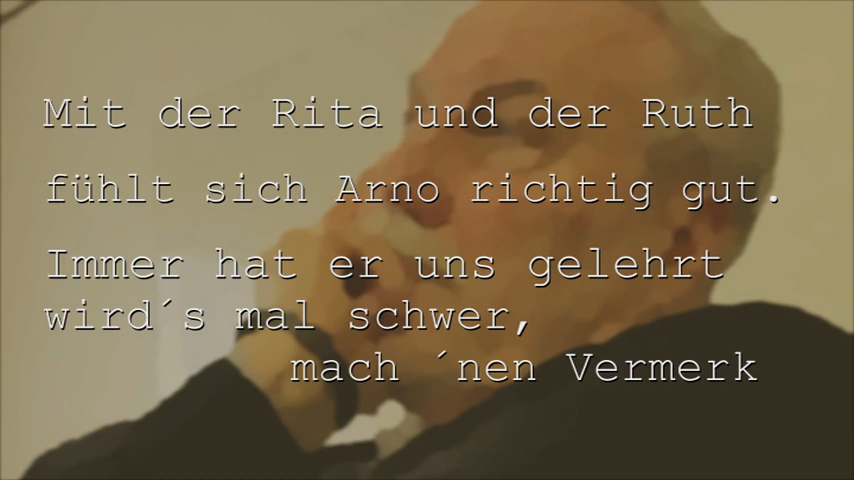 Mit der Rita und der Ruth
fühlt sich Arno richtig gut.
Immer hat er uns gelehrt
wird´s mal schwer,
mach ´nen Vermerk